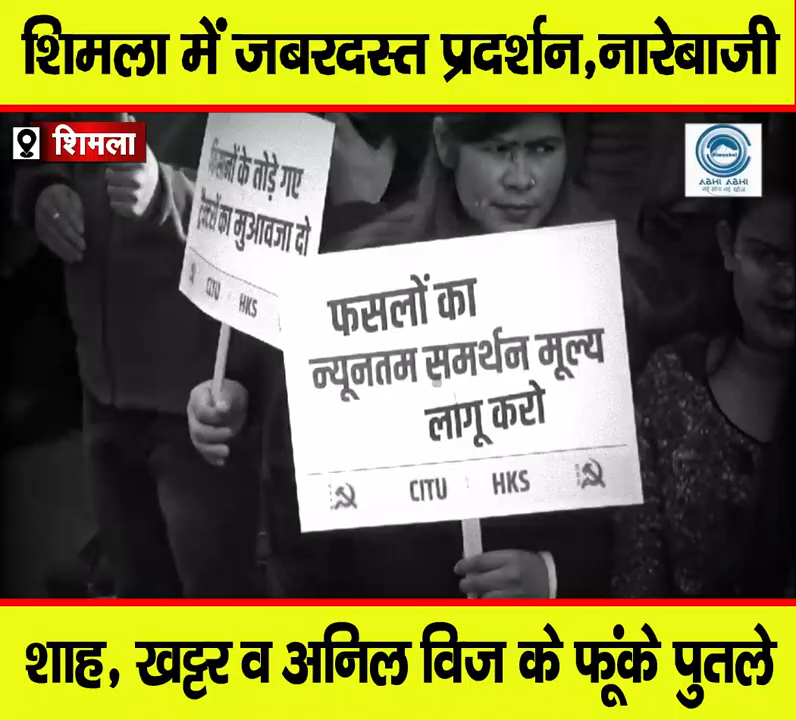 शिमला में जबरदस्त प्रदर्शन,नारेबाजी
शिमला
ABHI ABHI
के तोड़े गए
का मुआवजा दो
CITU HKS
फसलों का
न्यूनतम समर्थन मूल्य
लागू करो
CITU HKS
शाह, खट्टर व अनिल विज के फूंके पुतले